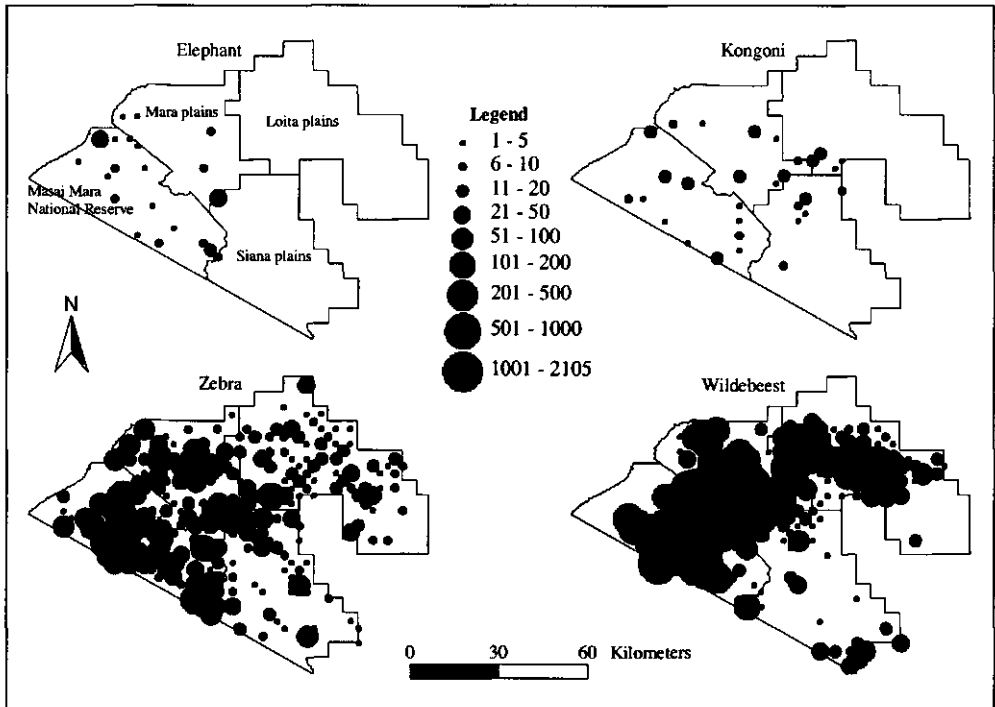 Elephant
Kongoni
Mara plains
Loita plains
Masai Mara
National Reserve
Siana plains
Legend
1 - 5
6 - 10
11 - 20
21 - 50
51 - 100
101 - 200
201 - 500
501 - 1000
1001 - 2105
N
Zebra
Wildebeest
0 30 60 Kilometers